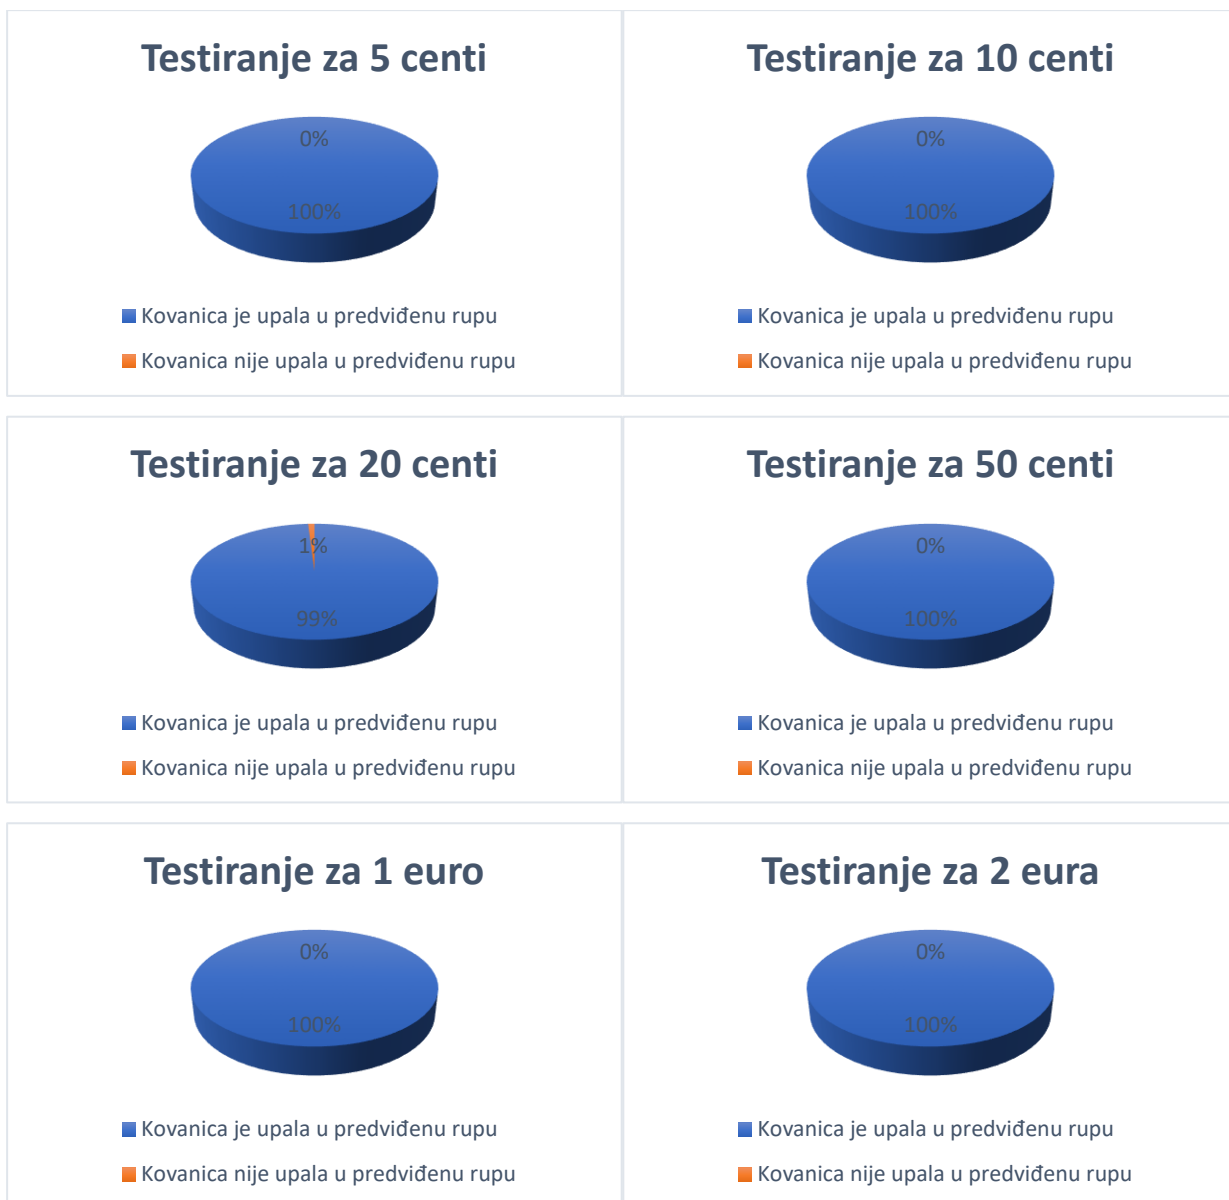 Testiranje za 5 centi
0%
100%
Kovanica je upala u predviđenu rupu
Kovanica nije upala u predviđenu rupu
Testiranje za 10 centi
0%
100%
Kovanica je upala u predviđenu rupu
Kovanica nije upala u predviđenu rupu
Testiranje za 20 centi
1%
99%
Kovanica je upala u predviđenu rupu
Kovanica nije upala u predviđenu rupu
Testiranje za 50 centi
0%
100%
Kovanica je upala u predviđenu rupu
Kovanica nije upala u predviđenu rupu
Testiranje za 1 euro
0%
100%
Kovanica je upala u predviđenu rupu
Kovanica nije upala u predviđenu rupu
Testiranje za 2 eura
0%
100%
Kovanica je upala u predviđenu rupu
Kovanica nije upala u predviđenu rupu